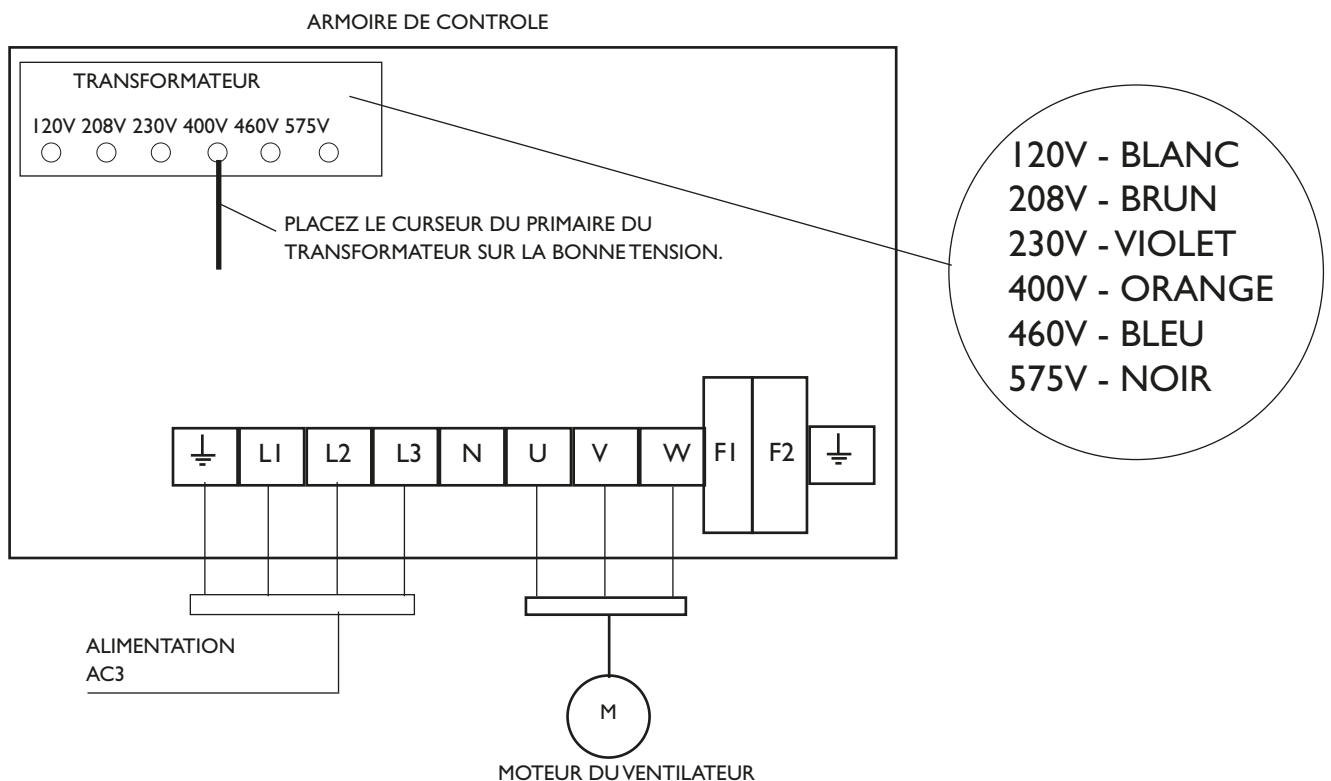 ARMOIRE DE CONTROLE
TRANSFORMATEUR
120V 208V 230V 400V 460V 575V
PLACEZ LE CURSEUR DU PRIMAIRE DU
TRANSFORMATEUR SUR LA BONNE TENSION.
120V - BLANC
208V - BRUN
230V - VIOLET
400V - ORANGE
460V - BLEU
575V - NOIR
L1 L2 L3 N U V W F1 F2
ALIMENTATION
AC3
M
MOTEUR DU VENTILATEUR